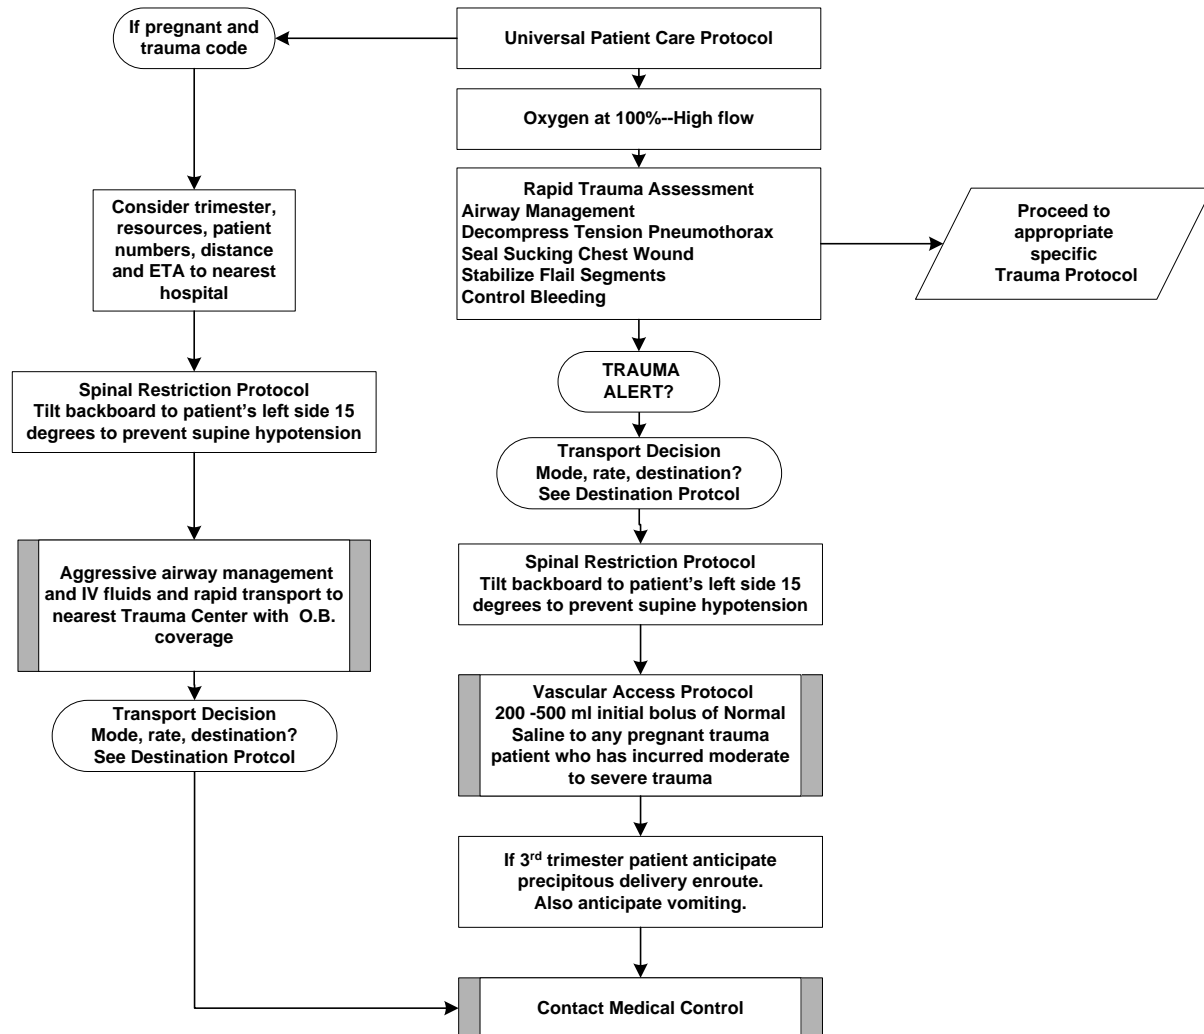 If pregnant and
trauma code
Universal Patient Care Protocol
Oxygen at 100%--High flow
Consider trimester,
resources, patient
numbers, distance
and ETA to nearest
hospital
Rapid Trauma Assessment
Airway Management
Decompress Tension Pneumothorax
Seal Sucking Chest Wound
Stabilize Flail Segments
Control Bleeding
Proceed to
appropriate
specific
Trauma Protocol
Spinal Restriction Protocol
Tilt backboard to patient’s left side 15
degrees to prevent supine hypotension
TRAUMA
ALERT?
Transport Decision
Mode, rate, destination?
See Destination Protcol
Aggressive airway management
and IV fluids and rapid transport to
nearest Trauma Center with O.B.
coverage
Spinal Restriction Protocol
Tilt backboard to patient’s left side 15
degrees to prevent supine hypotension
Transport Decision
Mode, rate, destination?
See Destination Protcol
Vascular Access Protocol
200 -500 ml initial bolus of Normal
Saline to any pregnant trauma
patient who has incurred moderate
to severe trauma
If 3rd trimester patient anticipate
precipitous delivery enroute.
Also anticipate vomiting.
Contact Medical Control